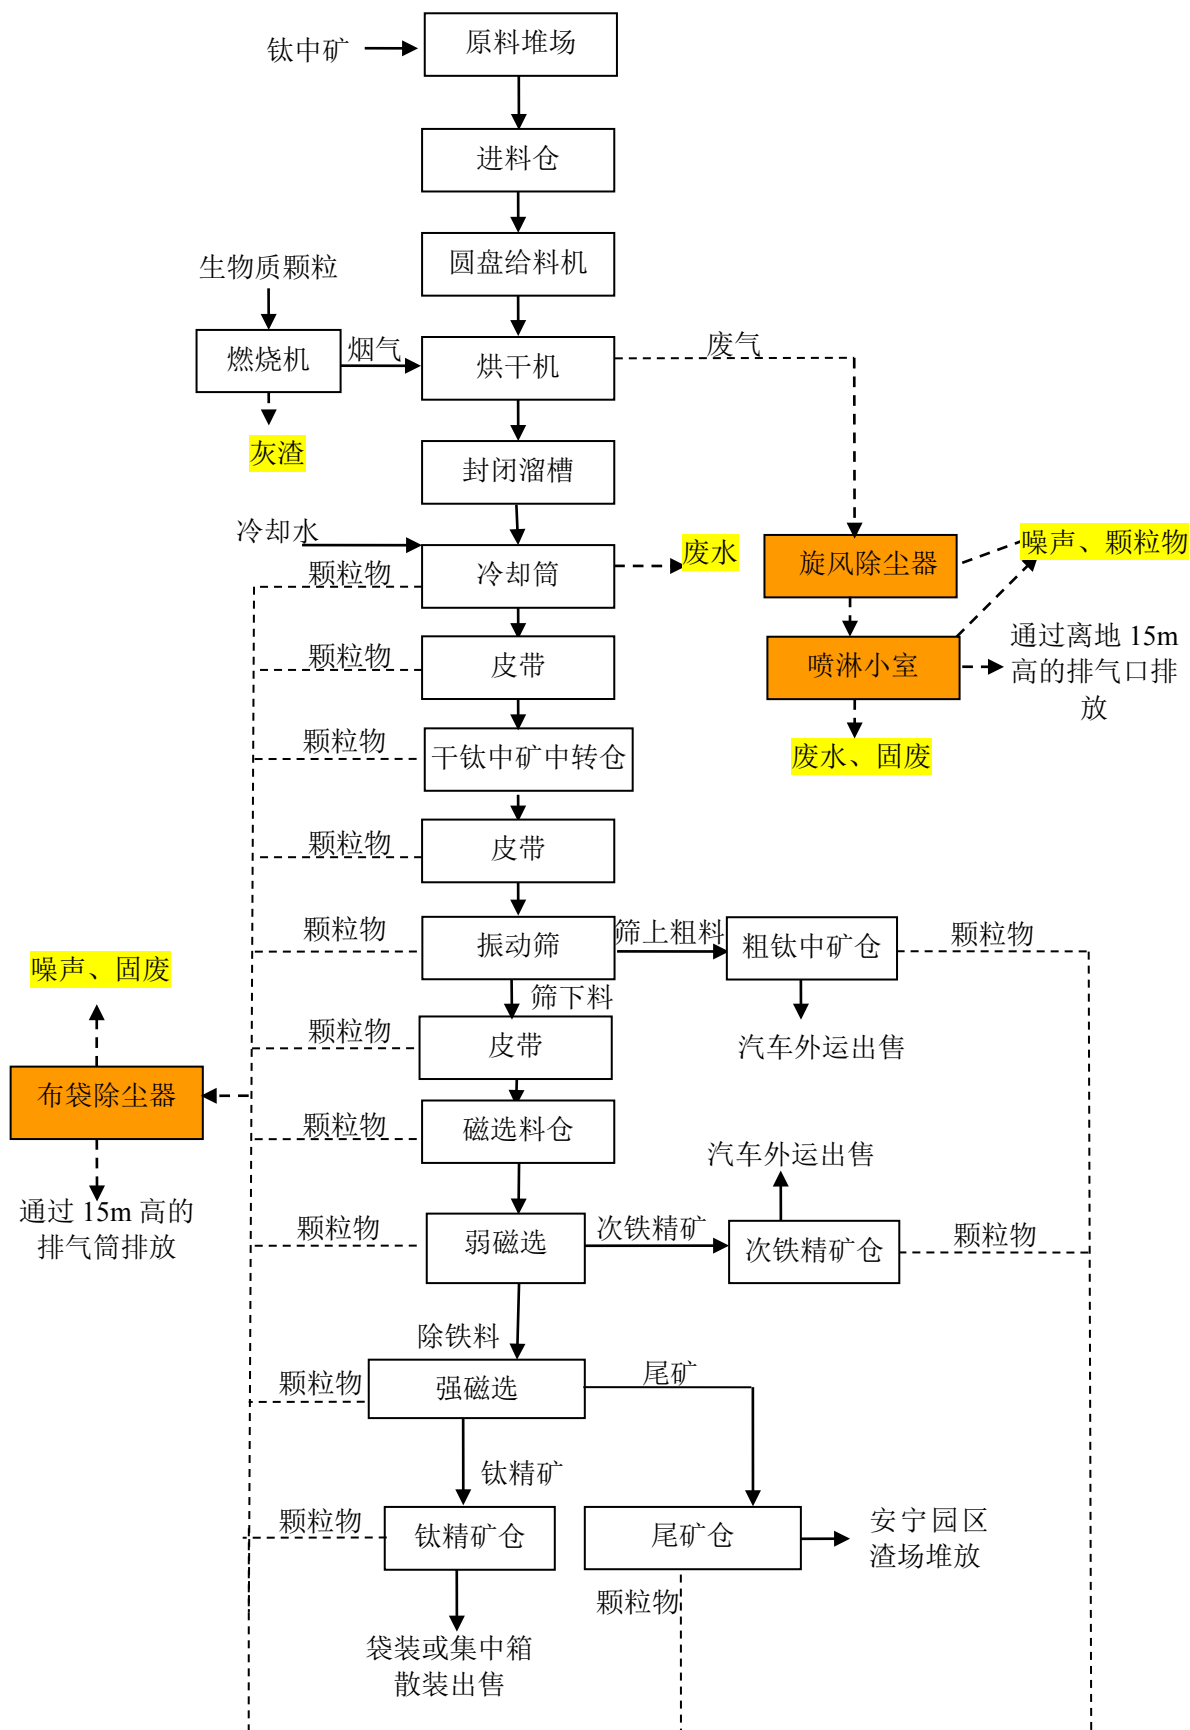 钛中矿
原料堆场
进料仓
圆盘给料机
生物质颗粒
燃烧机
烟气
烘干机
废气
灰渣
封闭溜槽
冷却水
冷却筒
废水
颗粒物
旋风除尘器
噪声、颗粒物
颗粒物
皮带
喷淋小室
通过离地 15m
高的排气口排
放
废水、固废
颗粒物
干钛中矿中转仓
颗粒物
皮带
颗粒物
振动筛
筛上粗料
粗钛中矿仓
颗粒物
噪声、固废
筛下料
颗粒物
皮带
汽车外运出售
布袋除尘器
颗粒物
磁选料仓
汽车外运出售
通过 15m 高的
排气筒排放
颗粒物
弱磁选
次铁精矿
次铁精矿仓
颗粒物
除铁料
颗粒物
强磁选
尾矿
钛精矿
颗粒物
钛精矿仓
尾矿仓
安宁园区
渣场堆放
颗粒物
袋装或集中箱
散装出售